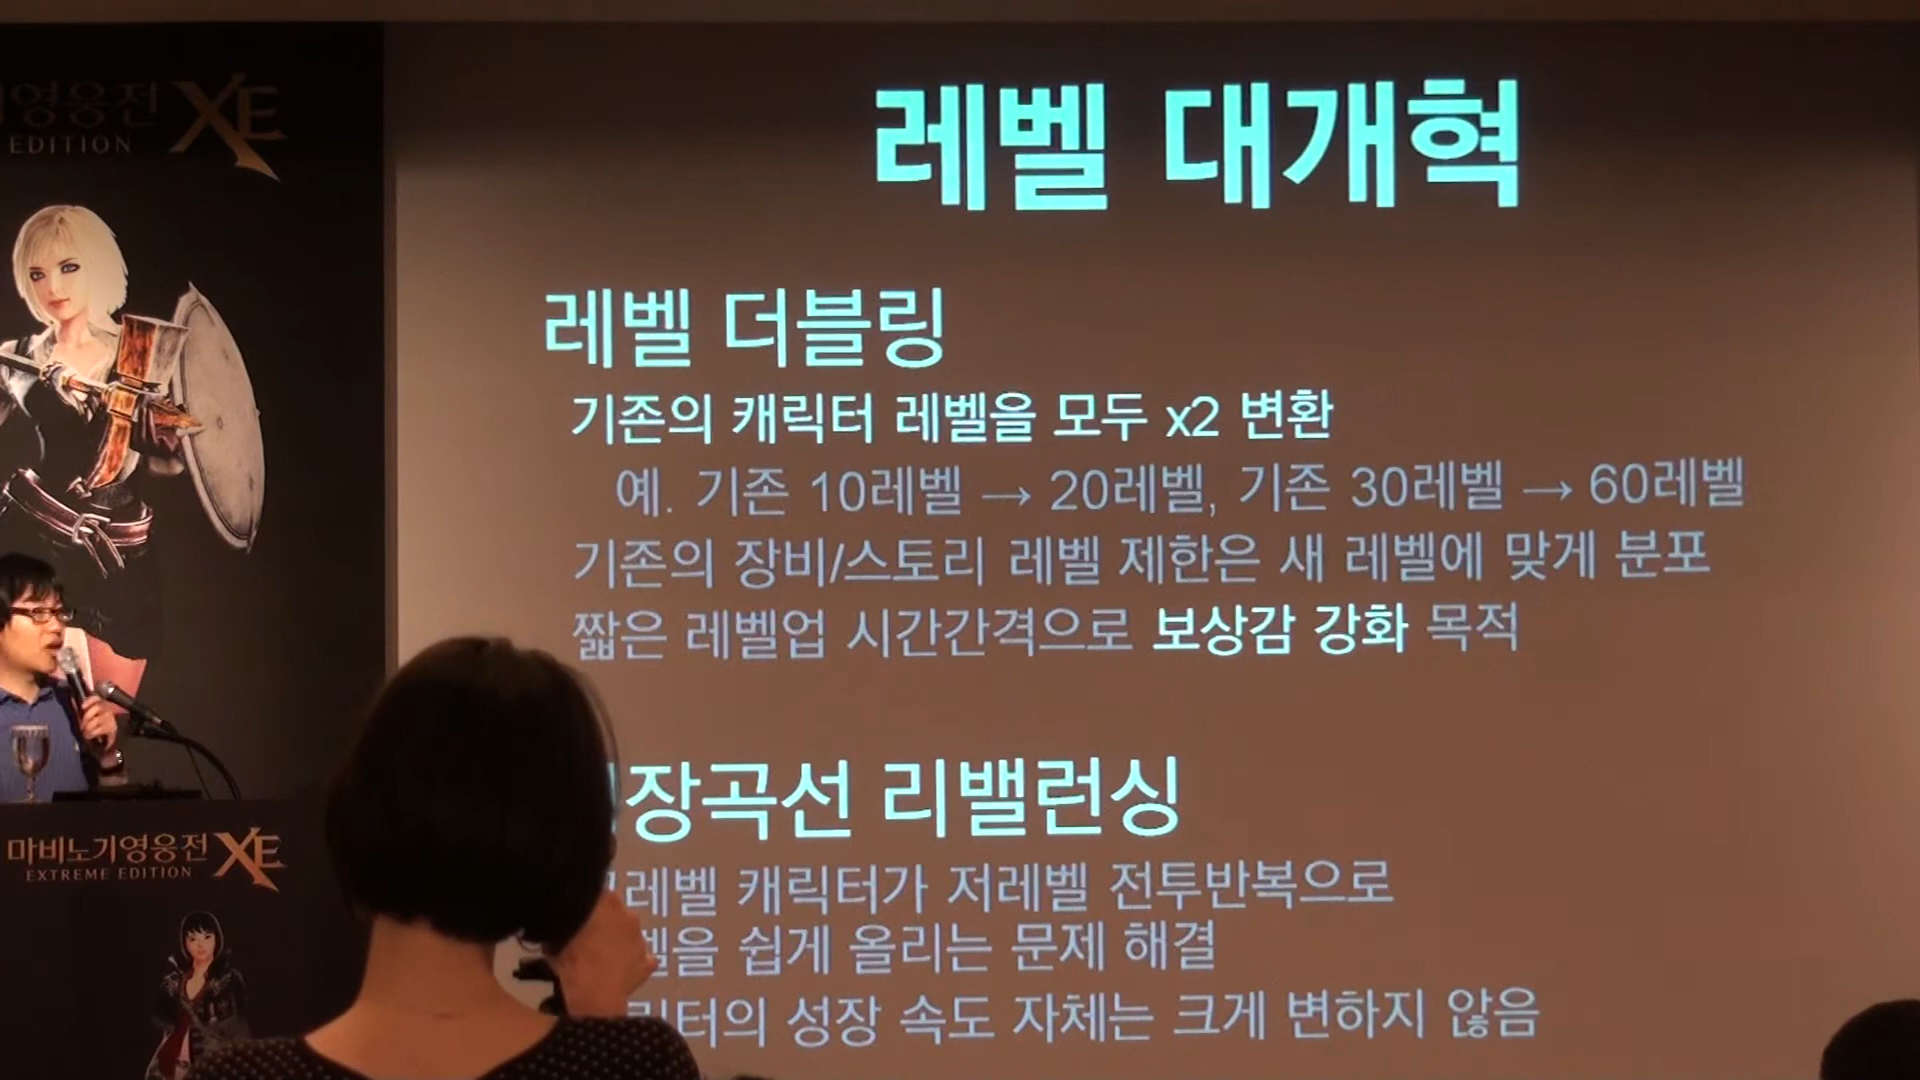 영웅전 XE
EDITION
레벨 대개혁
레벨 더블링
기존의 캐릭터 레벨을 모두 x2 변환
예. 기존 10레벨 → 20레벨, 기존 30레벨 → 60레벨
기존의 장비/스토리 레벨 제한은 새 레벨에 맞게 분포
짧은 레벨업 시간간격으로 보상감 강화 목적
장곡선 리밸런싱
레벨 캐릭터가 저레벨 전투반복으로
벨을 쉽게 올리는 문제 해결
릭터의 성장 속도 자체는 크게 변하지 않음
마비노기영웅전 XE
EXTREME EDITION